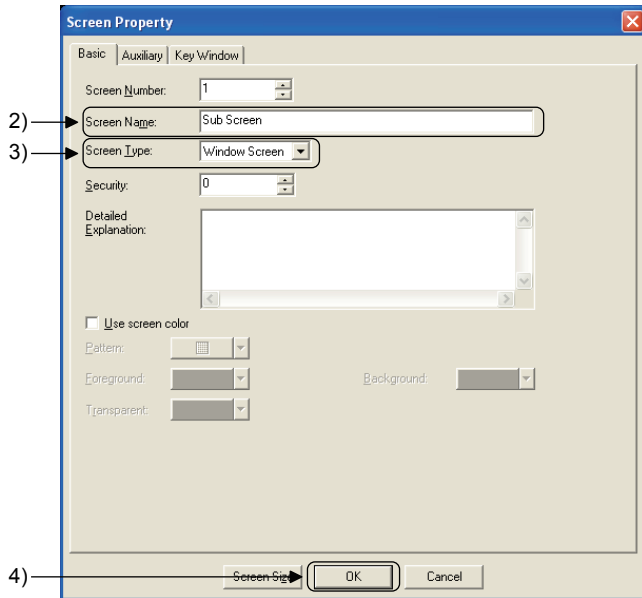 Screen Property
Basic Auxiliary Key Window
Screen Number: 1
2) Screen Name: Sub Screen
3) Screen Type: Window Screen
Security: 0
Detailed
Explanation:
Use screen color
Pattern:
Foreground: Background:
Transparent:
4) Screen Size OK Cancel